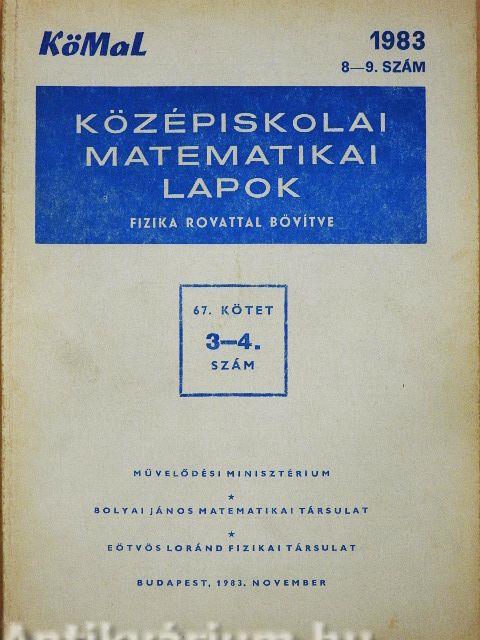 KöMaL
1983
8—9. SZÁM
KÖZÉPISKOLAI
MATEMATIKAI
LAPOK
FIZIKA ROVATTAL BŐVÍTVE
67. KÖTET
3—4.
SZÁM
MŰVELŐDÉSI MINISZTÉRIUM
★
BOLYAI JÁNOS MATEMATIKAI TÁRSULAT
★
EÖTVÖS LORÁND FIZIKAI TÁRSULAT
BUDAPEST, 1983. NOVEMBER
Antikvárium.hu